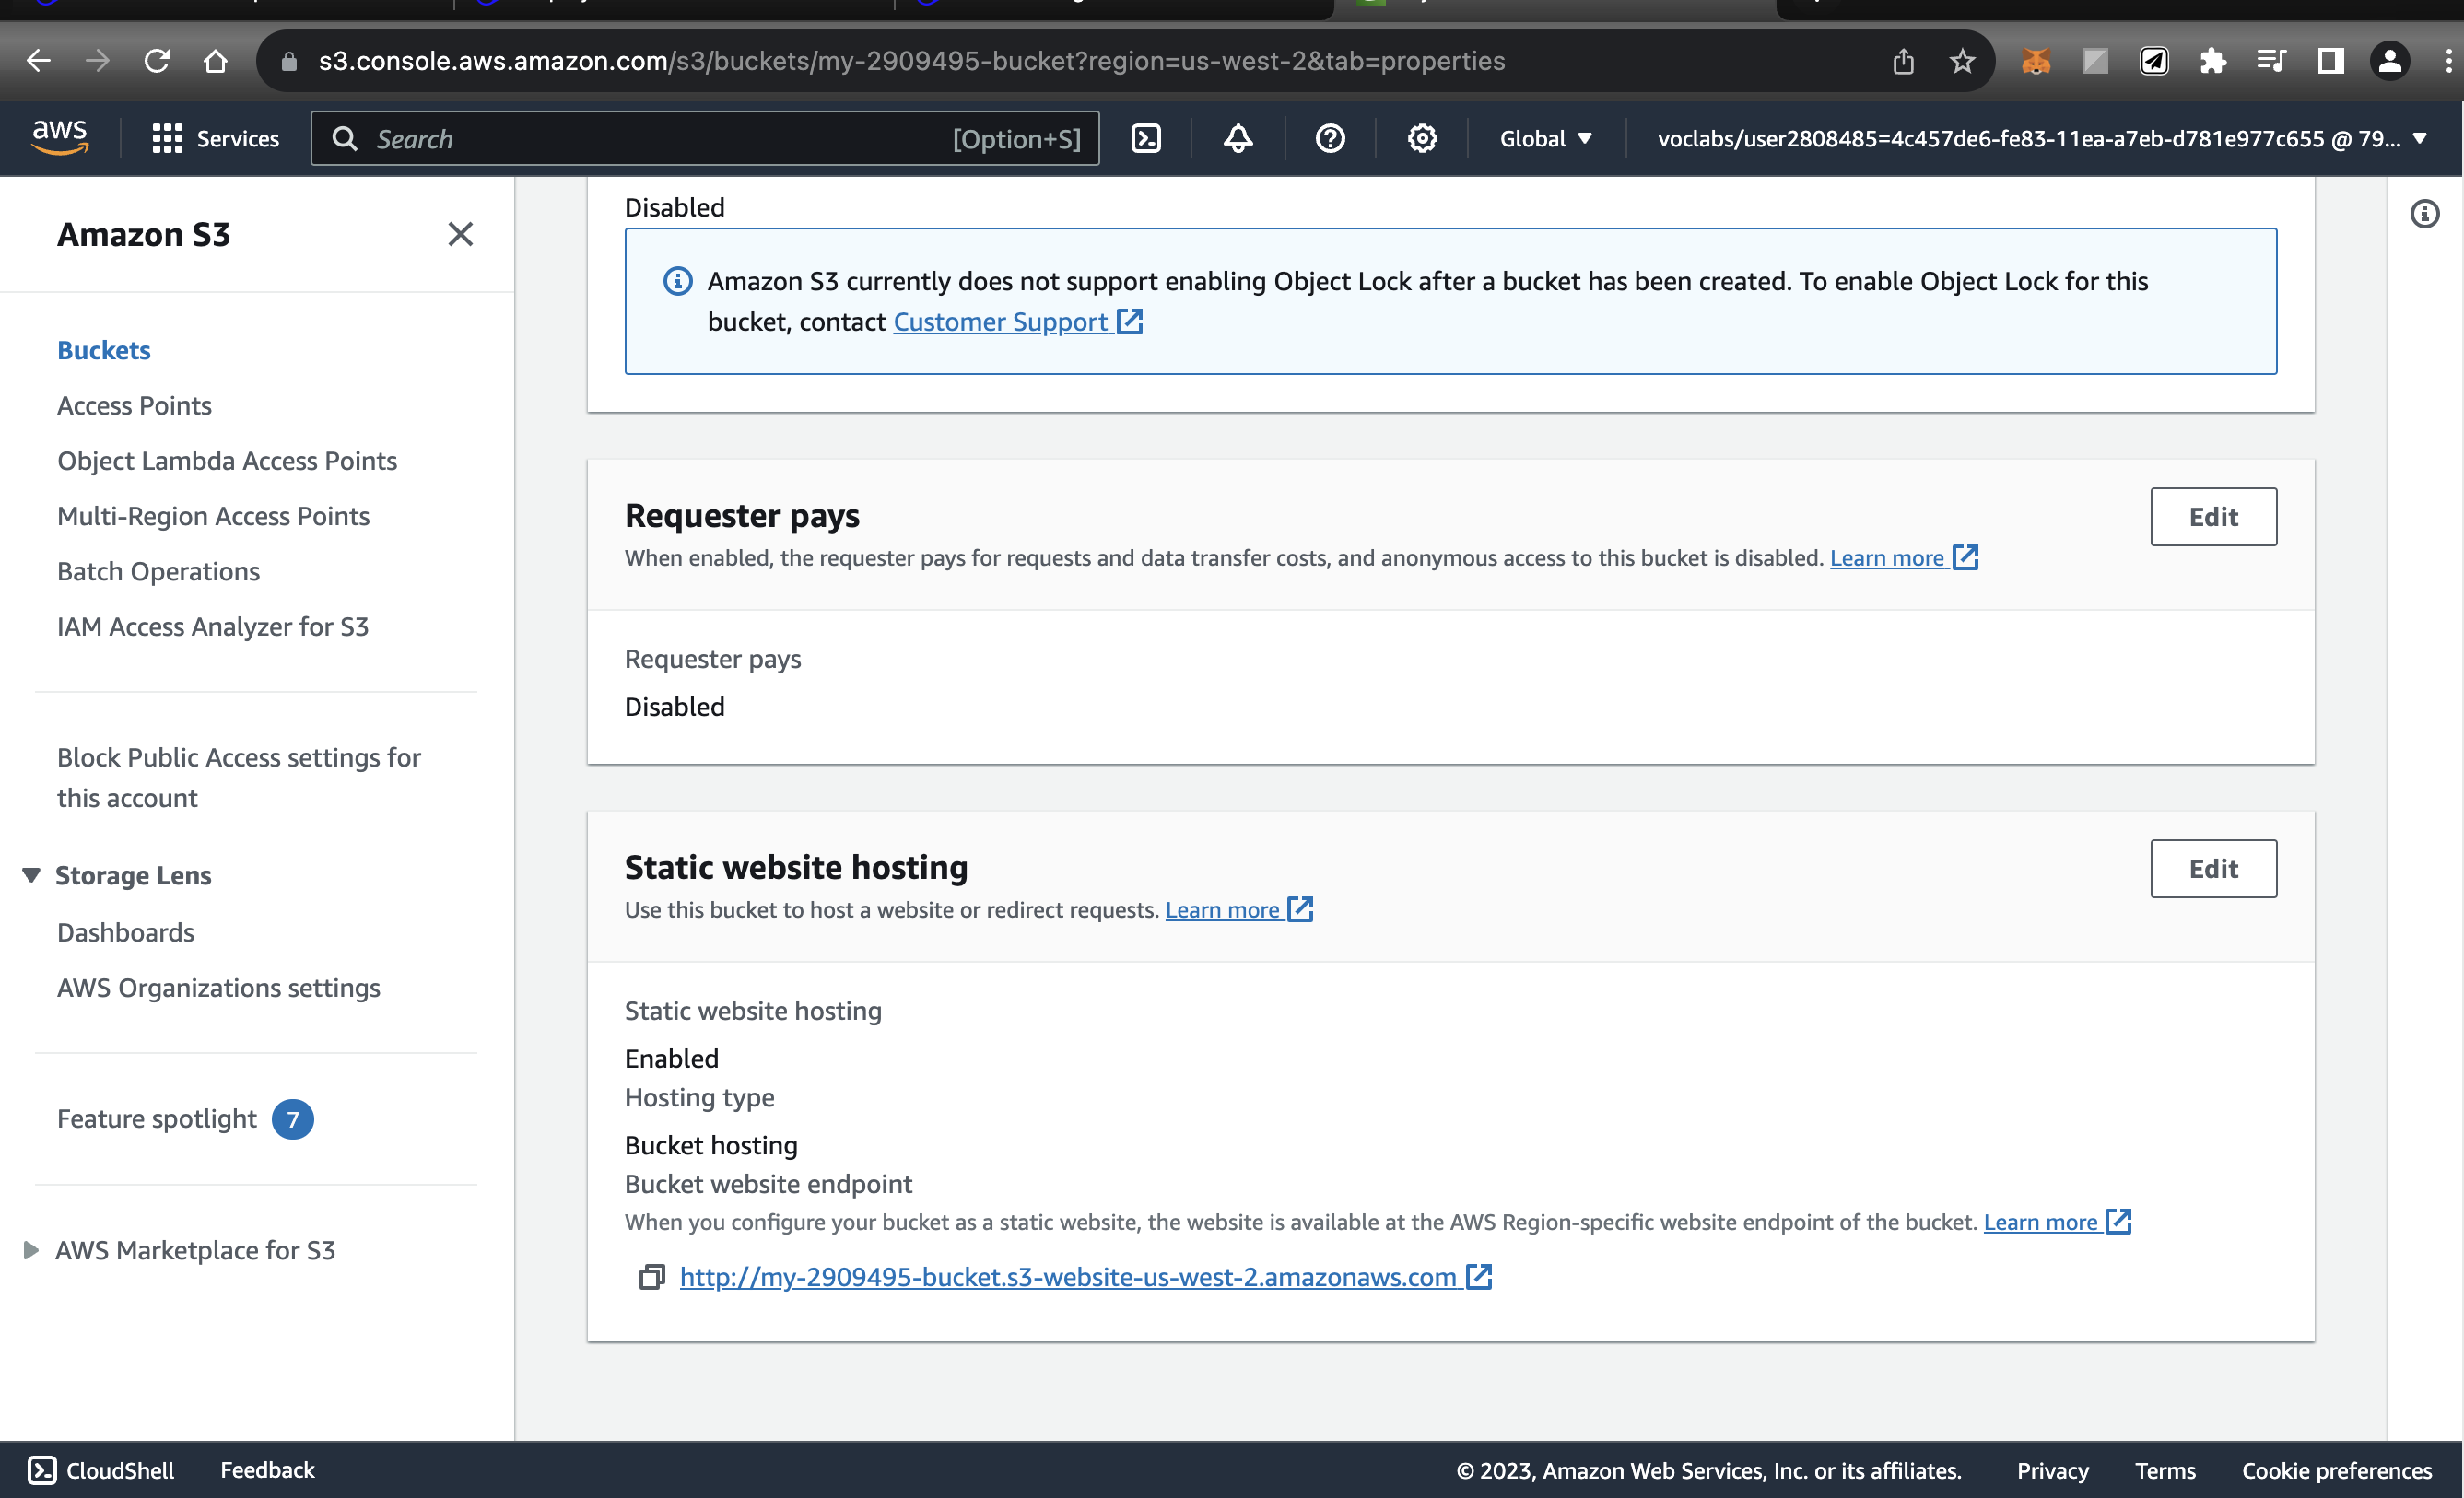 s3.console.aws.amazon.com/s3/buckets/my-2909495-bucket?region=us-west-2&tab=properties
aws
Services
Search
[Option+S]
Global
voclabs/user2808485=4c457de6-fe83-11ea-a7eb-d781e977c655 @ 79...
Amazon S3
Buckets
Access Points
Object Lambda Access Points
Multi-Region Access Points
Batch Operations
IAM Access Analyzer for S3
Block Public Access settings for
this account
Storage Lens
Dashboards
AWS Organizations settings
Feature spotlight 7
AWS Marketplace for S3
Disabled
Amazon S3 currently does not support enabling Object Lock after a bucket has been created. To enable Object Lock for this
bucket, contact Customer Support
Requester pays
Edit
When enabled, the requester pays for requests and data transfer costs, and anonymous access to this bucket is disabled. Learn more
Requester pays
Disabled
Static website hosting
Edit
Use this bucket to host a website or redirect requests. Learn more
Static website hosting
Enabled
Hosting type
Bucket hosting
Bucket website endpoint
When you configure your bucket as a static website, the website is available at the AWS Region-specific website endpoint of the bucket. Learn more
http://my-2909495-bucket.s3-website-us-west-2.amazonaws.com
CloudShell
Feedback
© 2023, Amazon Web Services, Inc. or its affiliates.
Privacy
Terms
Cookie preferences